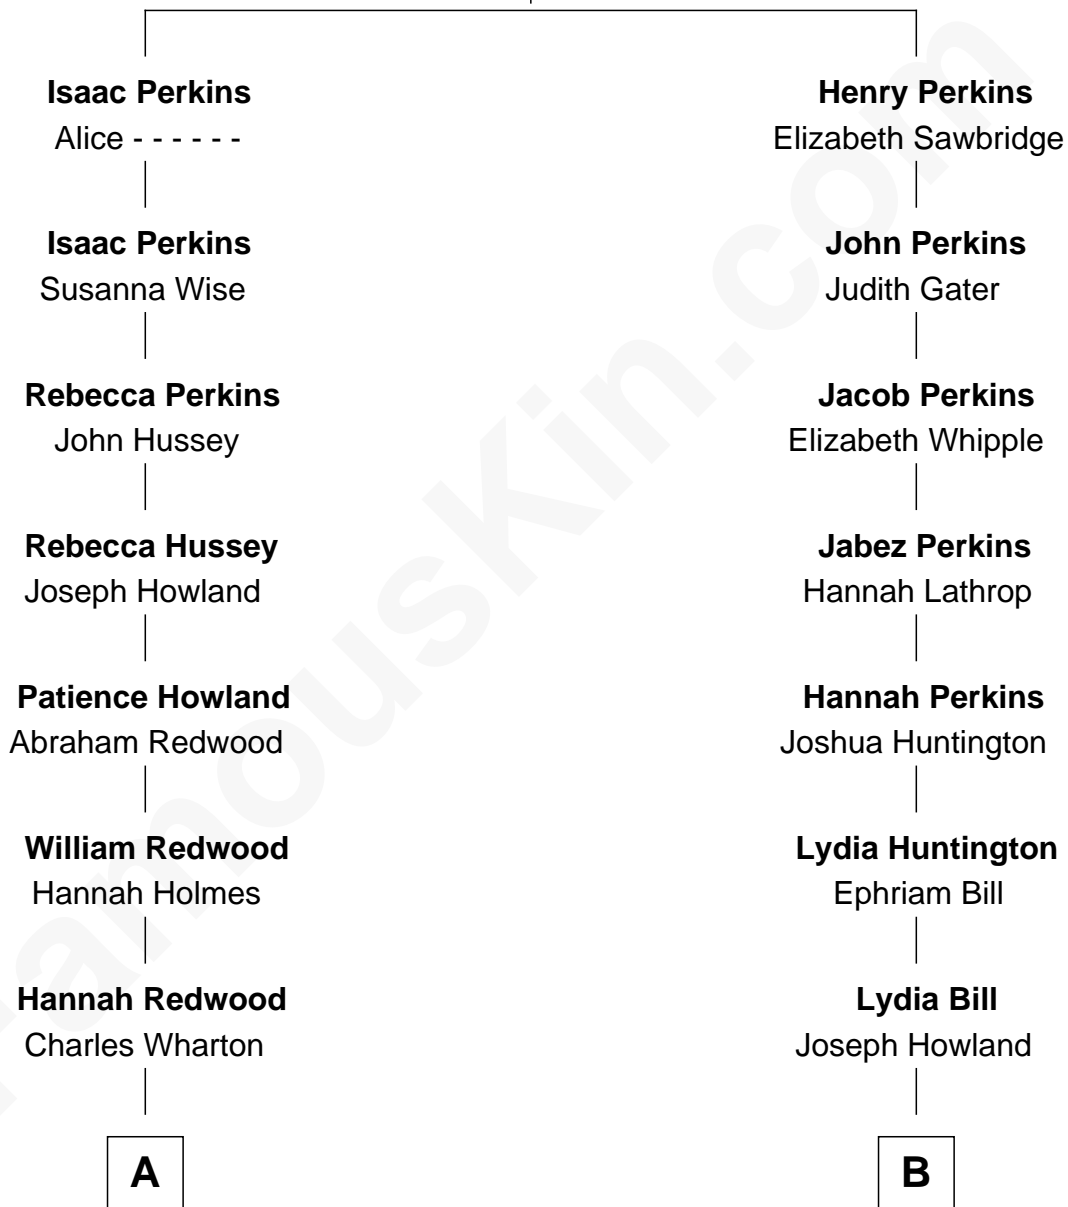 Isaac Perkins
Alice - - - - - -
Isaac Perkins
Susanna Wise
Rebecca Perkins
John Hussey
Rebecca Hussey
Joseph Howland
Patience Howland
Abraham Redwood
William Redwood
Hannah Holmes
Hannah Redwood
Charles Wharton
A
Henry Perkins
Elizabeth Sawbridge
John Perkins
Judith Gater
Jacob Perkins
Elizabeth Whipple
Jabez Perkins
Hannah Lathrop
Hannah Perkins
Joshua Huntington
Lydia Huntington
Ephriam Bill
Lydia Bill
Joseph Howland
B
FamousKin.com